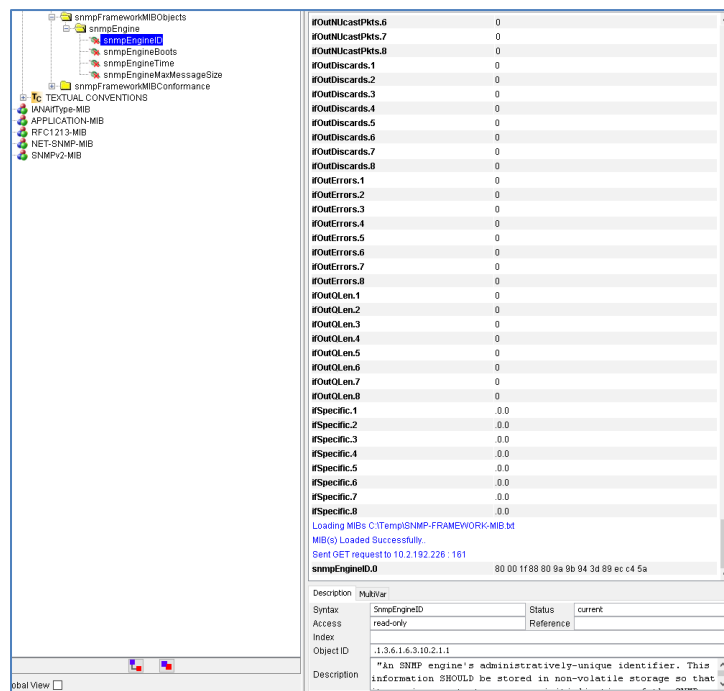 snmpFrameworkMIBObjects
snmpEngine
snmpEngineID
snmpEngineBoots
snmpEngineTime
snmpEngineMaxMessageSize
snmpFrameworkMIBConformance
Tc TEXTUAL CONVENTIONS
IANAifType-MIB
APPLICATION-MIB
RFC1213-MIB
NET-SNMP-MIB
SNMPv2-MIB
obal View
ifOutNUcastPkts.6 0
ifOutNUcastPkts.7 0
ifOutNUcastPkts.8 0
ifOutDiscards.1 0
ifOutDiscards.2 0
ifOutDiscards.3 0
ifOutDiscards.4 0
ifOutDiscards.5 0
ifOutDiscards.6 0
ifOutDiscards.7 0
ifOutDiscards.8 0
ifOutErrors.1 0
ifOutErrors.2 0
ifOutErrors.3 0
ifOutErrors.4 0
ifOutErrors.5 0
ifOutErrors.6 0
ifOutErrors.7 0
ifOutErrors.8 0
ifOutQLen.1 0
ifOutQLen.2 0
ifOutQLen.3 0
ifOutQLen.4 0
ifOutQLen.5 0
ifOutQLen.6 0
ifOutQLen.7 0
ifOutQLen.8 0
ifSpecific.1 .0.0
ifSpecific.2 .0.0
ifSpecific.3 .0.0
ifSpecific.4 .0.0
ifSpecific.5 .0.0
ifSpecific.6 .0.0
ifSpecific.7 .0.0
ifSpecific.8 .0.0
Loading MIBs C:\Temp\SNMP-FRAMEWORK-MIB.txt
MIB(s) Loaded Successfully..
Sent GET request to 10.2.192.226 : 161
snmpEngineID.0 80 00 1f 88 80 9a 9b 94 3d 89 ec c4 5a
Description MultiVar
Syntax SnmpEngineID Status current
Access read-only Reference
Index
Object ID .1.3.6.1.6.3.10.2.1.1
Description "An SNMP engine's administratively-unique identifier. This
information SHOULD be stored in non-volatile storage so that